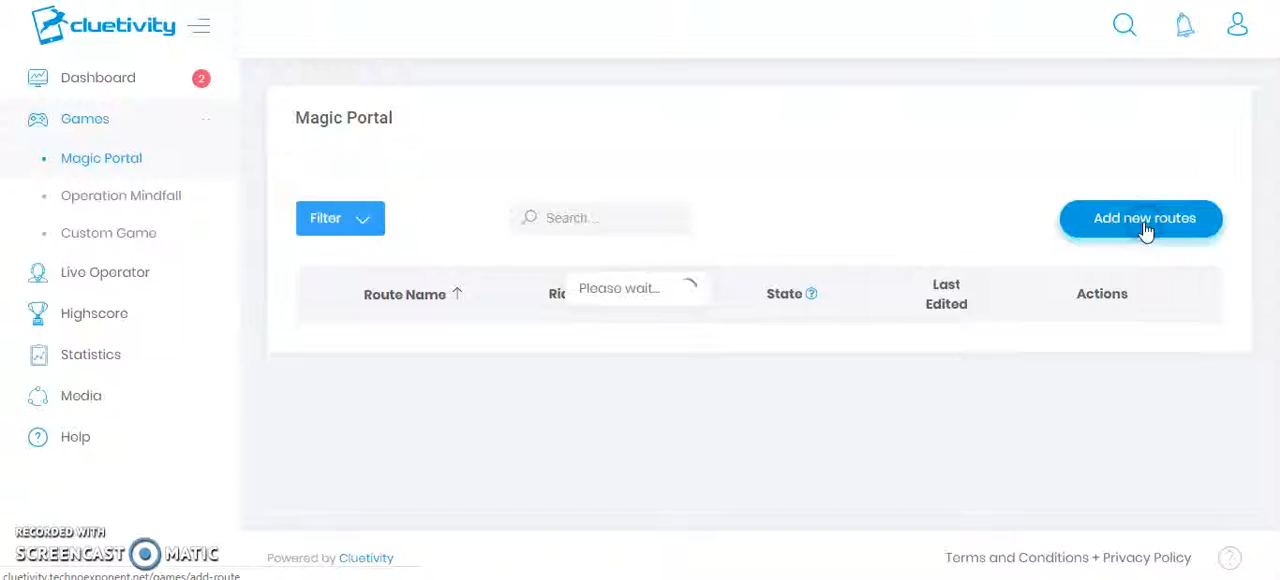 cluetivity
Dashboard 2
Games
Magic Portal
Operation Mindfall
Custom Game
Live Operator
Highscore
Statistics
Media
Help
Magic Portal
Filter
Search...
Add new routes
Route Name
State
Last
Edited
Actions
Please wait...
RECORDED WITH
SCREENCAST MATIC
Powered by Cluetivity
Terms and Conditions + Privacy Policy
cluetivity.technoexponent.net/games/add-route